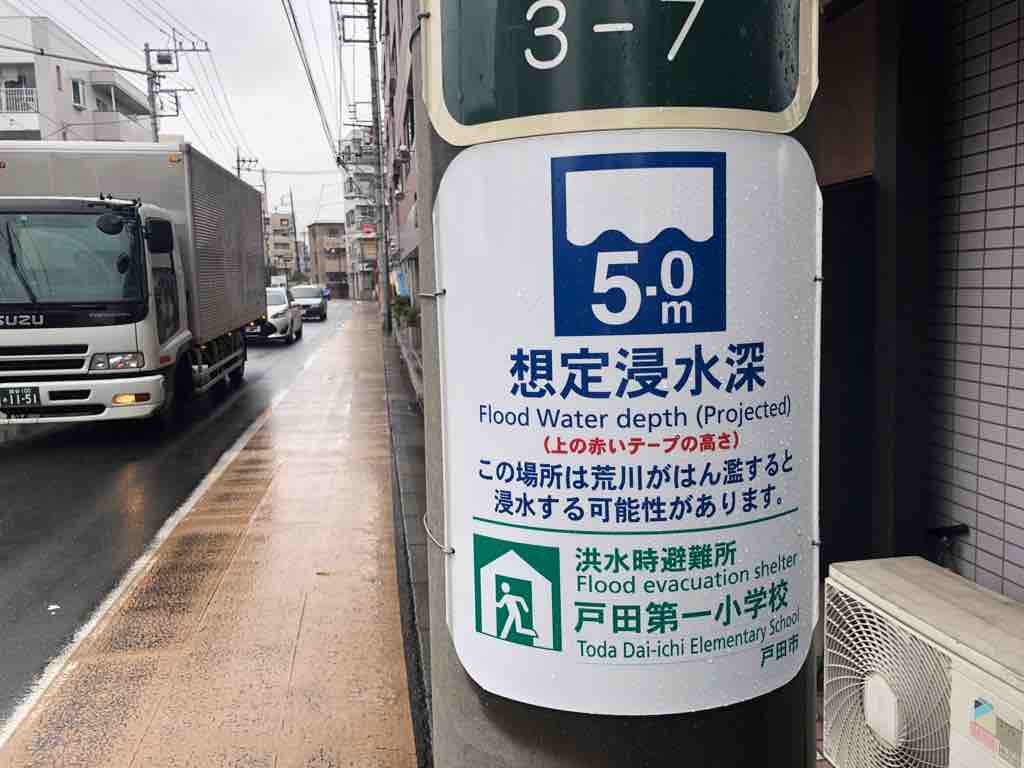 3-7
5.0
m
想定浸水深
Flood Water depth (Projected)
(上の赤いテープの高さ)
この場所は荒川がはん濫すると
浸水する可能性があります。
洪水時避難所
Flood evacuation shelter
戸田第一小学校
Toda Dai-ichi Elementary School
戸田市
ISUZU
11-51